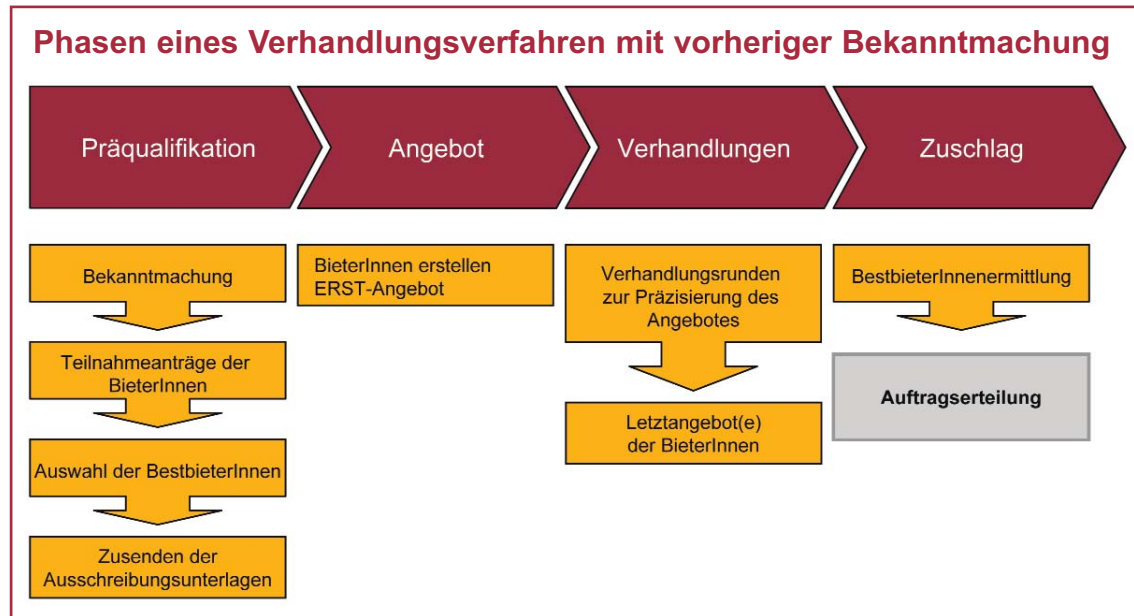 Phasen eines Verhandlungsverfahren mit vorheriger Bekanntmachung
Präqualifikation
Angebot
Verhandlungen
Zuschlag
Bekanntmachung
Teilnahmeanträge der
BieterInnen
Auswahl der BestbieterInnen
Zusenden der
Ausschreibungsunterlagen
BieterInnen erstellen
ERST-Angebot
Verhandlungsrunden
zur Präzisierung des
Angebotes
Letztangebot(e)
der BieterInnen
BestbieterInnenermittlung
Auftragserteilung